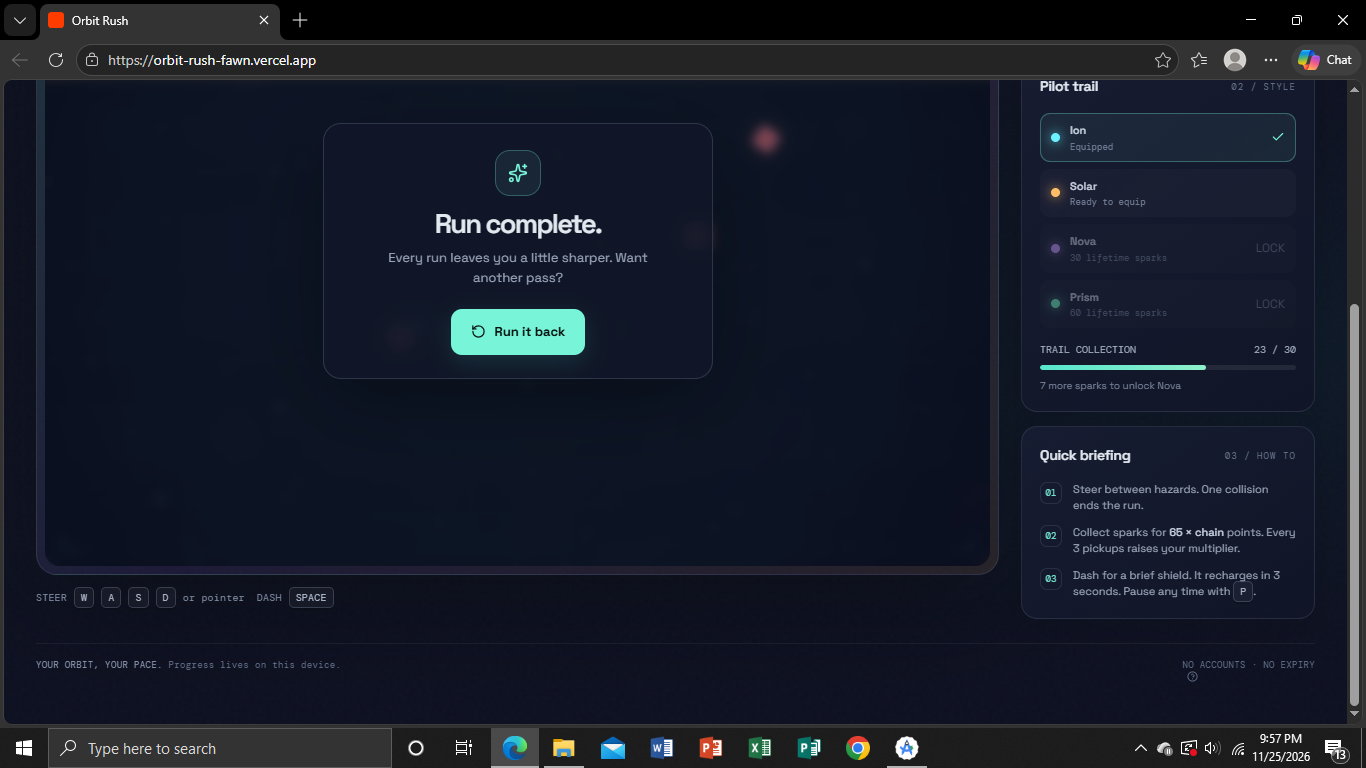 Orbit Rush
https://orbit-rush-fawn.vercel.app
Chat
Run complete.
Every run leaves you a little sharper. Want
another pass?
Run it back
STEER W A S D or pointer DASH SPACE
Pilot trail
02 / STYLE
Ion
Equipped
Solar
Ready to equip
Nova
30 lifetime sparks
LOCK
Prism
60 lifetime sparks
LOCK
TRAIL COLLECTION
23 / 30
7 more sparks to unlock Nova
Quick briefing
03 / HOW TO
01
Steer between hazards. One collision
ends the run.
02
Collect sparks for 65 × chain points. Every
3 pickups raises your multiplier.
03
Dash for a brief shield. It recharges in 3
seconds. Pause any time with P.
YOUR ORBIT, YOUR PACE. Progress lives on this device.
NO ACCOUNTS · NO EXPIRY
Type here to search
9:57 PM
11/25/2026
13